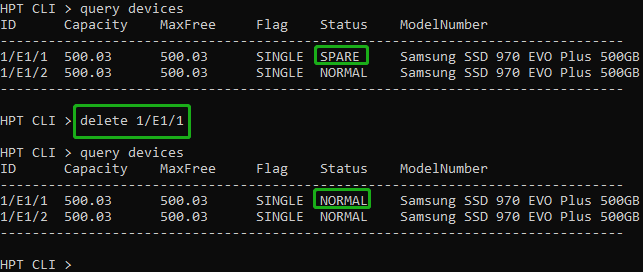 HPT CLI > query devices
ID      Capacity    MaxFree     Flag    Status    ModelNumber
------------------------------------------------------------------------------
1/E1/1  500.03      500.03      SINGLE  SPARE     Samsung SSD 970 EVO Plus 500GB
1/E1/2  500.03      500.03      SINGLE  NORMAL    Samsung SSD 970 EVO Plus 500GB
------------------------------------------------------------------------------
HPT CLI > delete 1/E1/1
HPT CLI > query devices
ID      Capacity    MaxFree     Flag    Status    ModelNumber
------------------------------------------------------------------------------
1/E1/1  500.03      500.03      SINGLE  NORMAL    Samsung SSD 970 EVO Plus 500GB
1/E1/2  500.03      500.03      SINGLE  NORMAL    Samsung SSD 970 EVO Plus 500GB
------------------------------------------------------------------------------
HPT CLI >